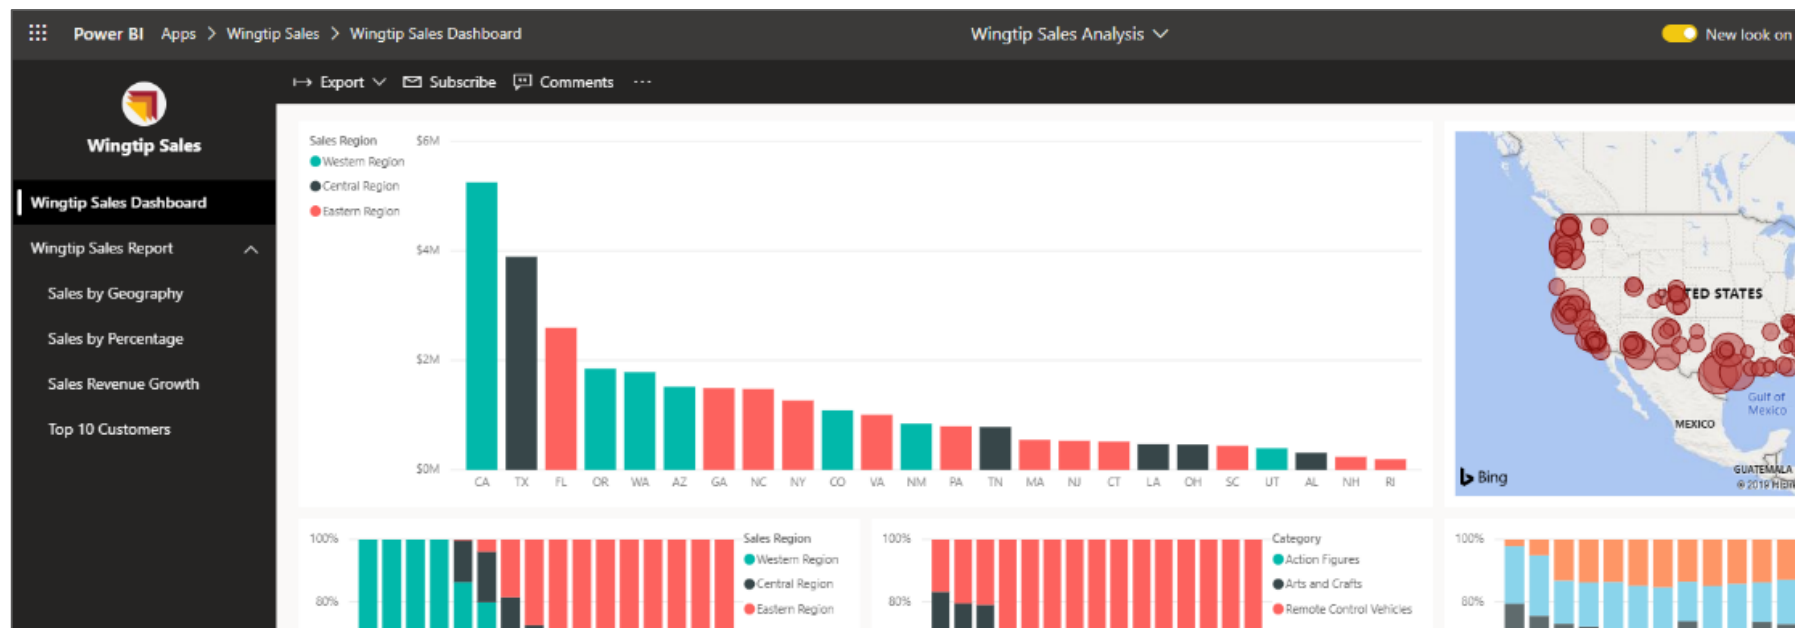 Power BI Apps > Wingtip Sales > Wingtip Sales Dashboard
Wingtip Sales Analysis
New look on
Export
Subscribe
Comments
...
Wingtip Sales
Wingtip Sales Dashboard
Wingtip Sales Report
Sales by Geography
Sales by Percentage
Sales Revenue Growth
Top 10 Customers
Sales Region
Western Region
Central Region
Eastern Region
$6M
$4M
$2M
$0M
CA TX FL OR WA AZ GA NC NY CO VA NM PA TN MA NJ CT LA OH SC UT AL NH RI
UNITED STATES
Gulf of
Mexico
MEXICO
GUATEMALA
Bing
© 2019
100%
80%
Sales Region
Western Region
Central Region
Eastern Region
100%
80%
Category
Action Figures
Arts and Crafts
Remote Control Vehicles
100%
80%